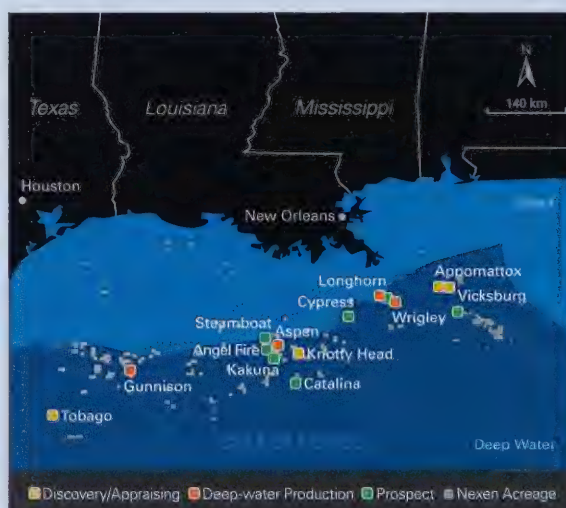 N
140 km
Texas
Louisiana
Mississippi
Houston
New Orleans
Appomattox
Longhorn
Cypress
Vicksburg
Wrigley
Steamboat
Aspen
Angel Fire
Knotty Head
Kakuna
Gunnison
Catalina
Tobago
Deep Water
Discovery/Appraising Deep-water Production Prospect Nexen Acreage